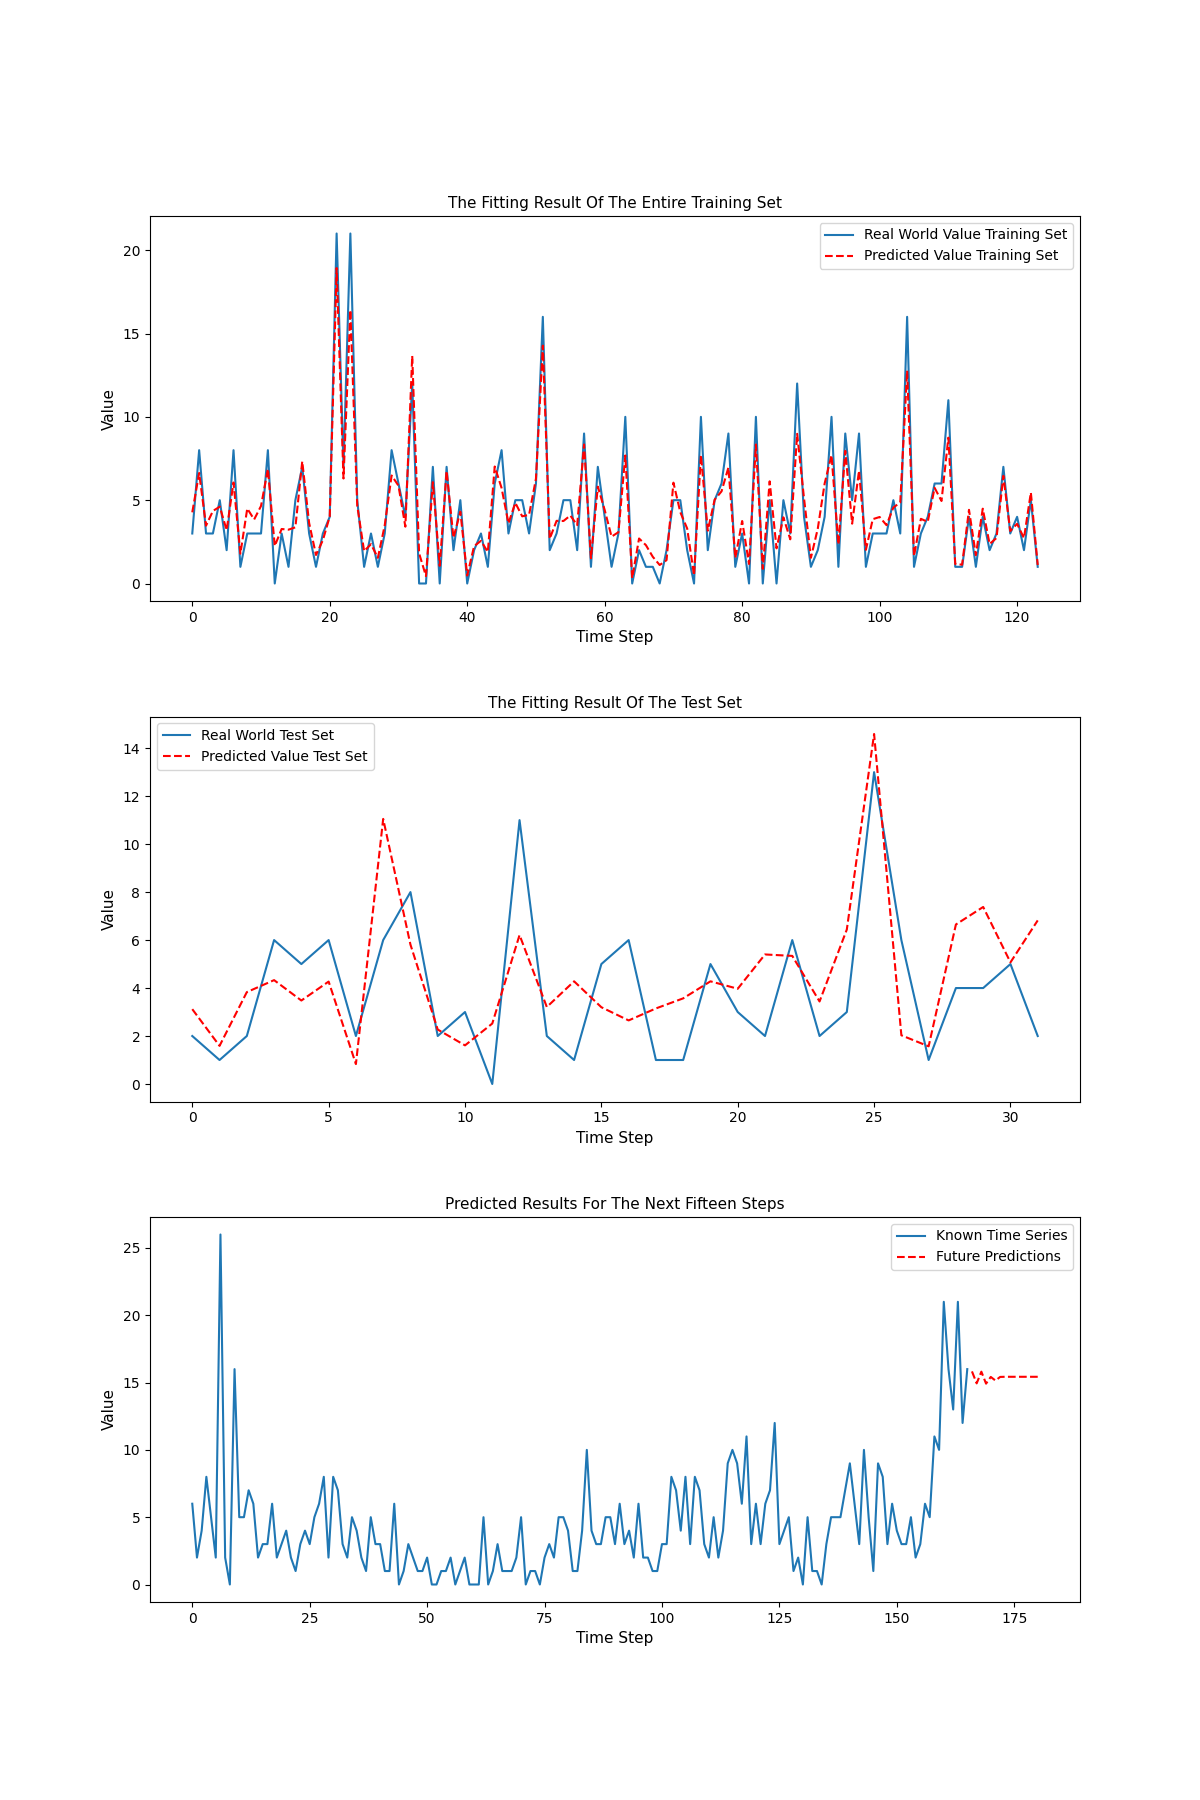 The Fitting Result Of The Entire Training Set
Real World Value Training Set
Predicted Value Training Set
Value
20
15
10
5
0
0 20 40 60 80 100 120
Time Step
The Fitting Result Of The Test Set
Real World Test Set
Predicted Value Test Set
Value
14
12
10
8
6
4
2
0
0 5 10 15 20 25 30
Time Step
Predicted Results For The Next Fifteen Steps
Known Time Series
Future Predictions
Value
25
20
15
10
5
0
0 25 50 75 100 125 150 175
Time Step